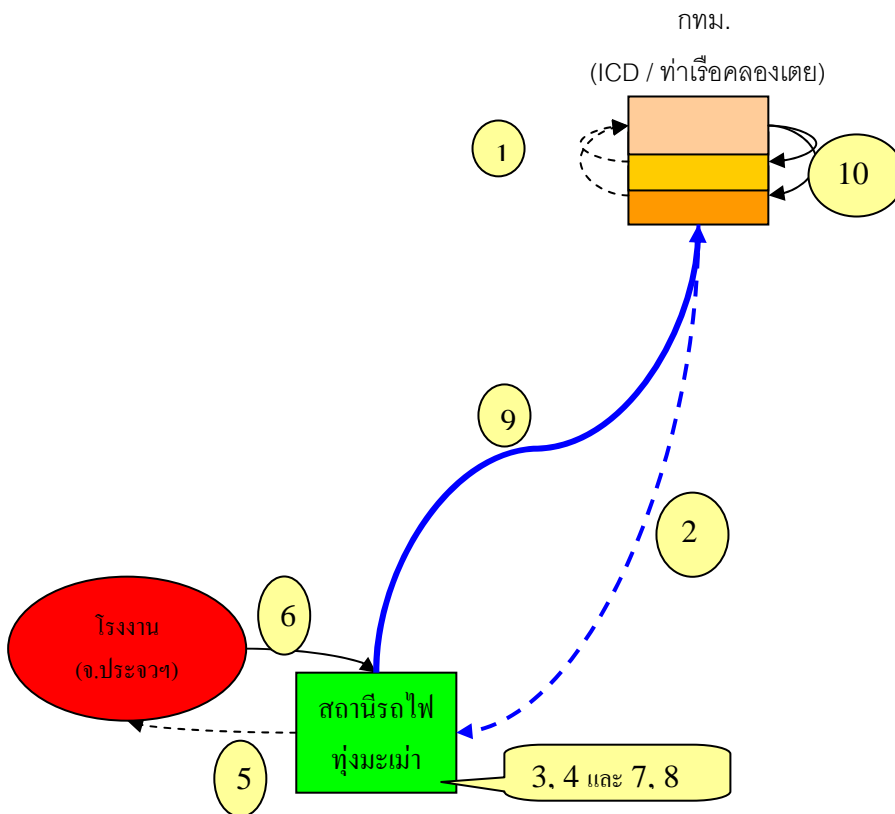 กทม.
(ICD / ท่าเรือคลองเตย)
1
10
9
2
6
โรงงาน
(จ.ประจวฯ)
สถานีรถไฟ
ทุ่งมะเม่า
5
3, 4 และ 7, 8